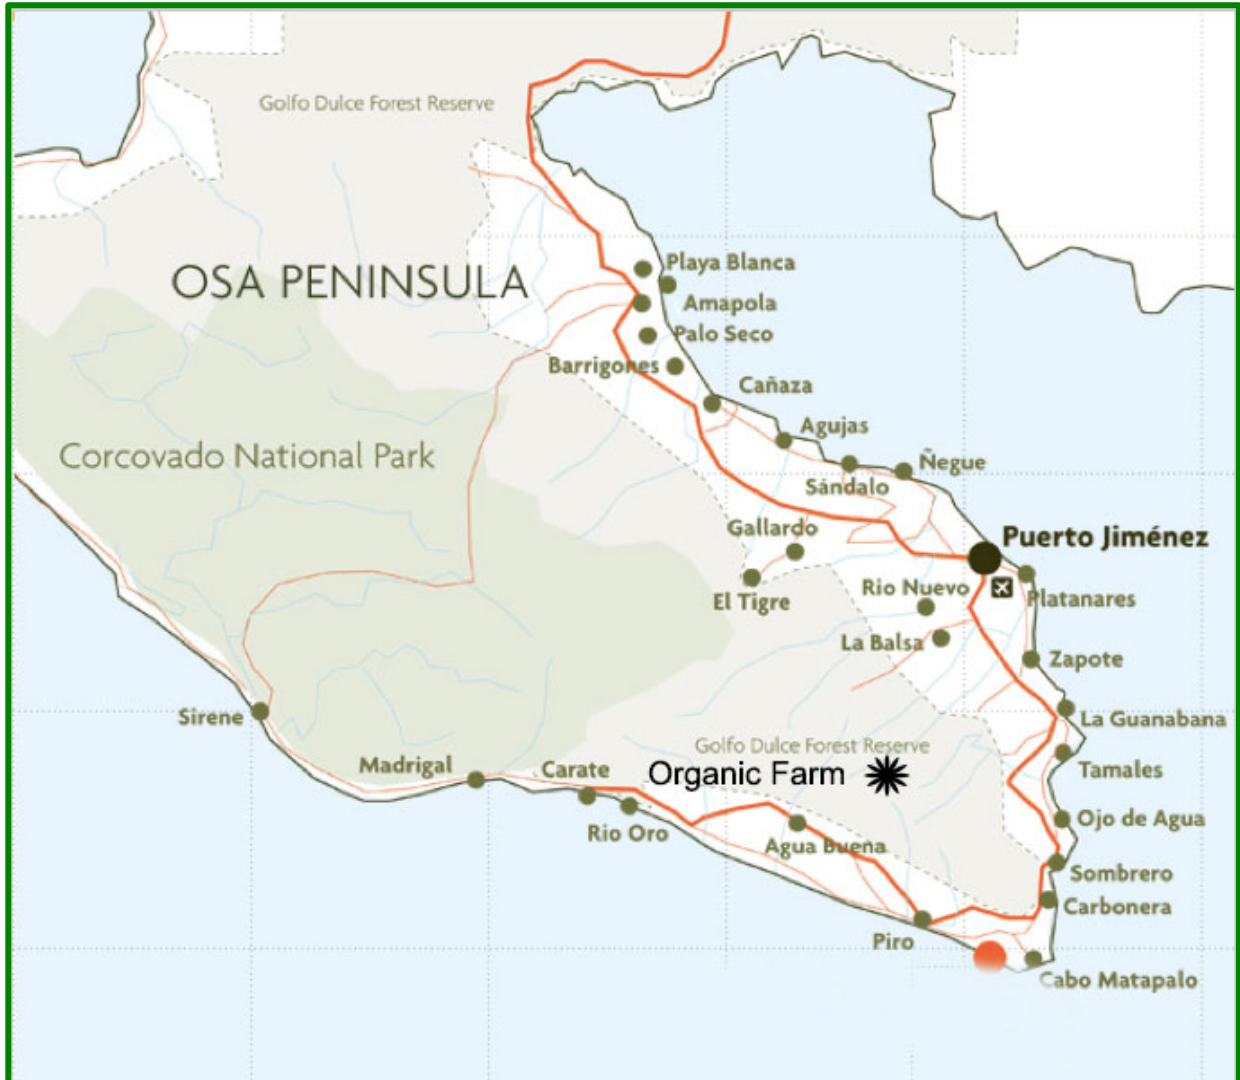 Golfo Dulce Forest Reserve
OSA PENINSULA
Playa Blanca
Amapola
Palo Seco
Barrigones
Cañaza
Agujas
Corcovado National Park
Ñegue
Sándalo
Gallardo
Puerto Jiménez
Rio Nuevo
El Tigre
Platanares
La Balsa
Zapote
Sirene
La Guanabana
Golfo Dulce Forest Reserve
Madrigal
Carate
Organic Farm
Tamales
Ojo de Agua
Rio Oro
Agua Buena
Sombrero
Carbonera
Piro
Cabo Matapalo